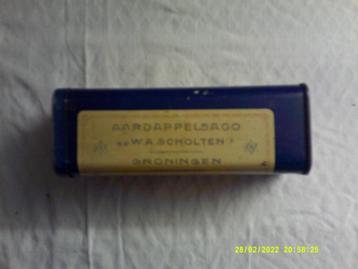 AARDAPPELSAGO
„W.A. SCHOLTEN"
GRONINGEN
28/02/2022 20:58:25